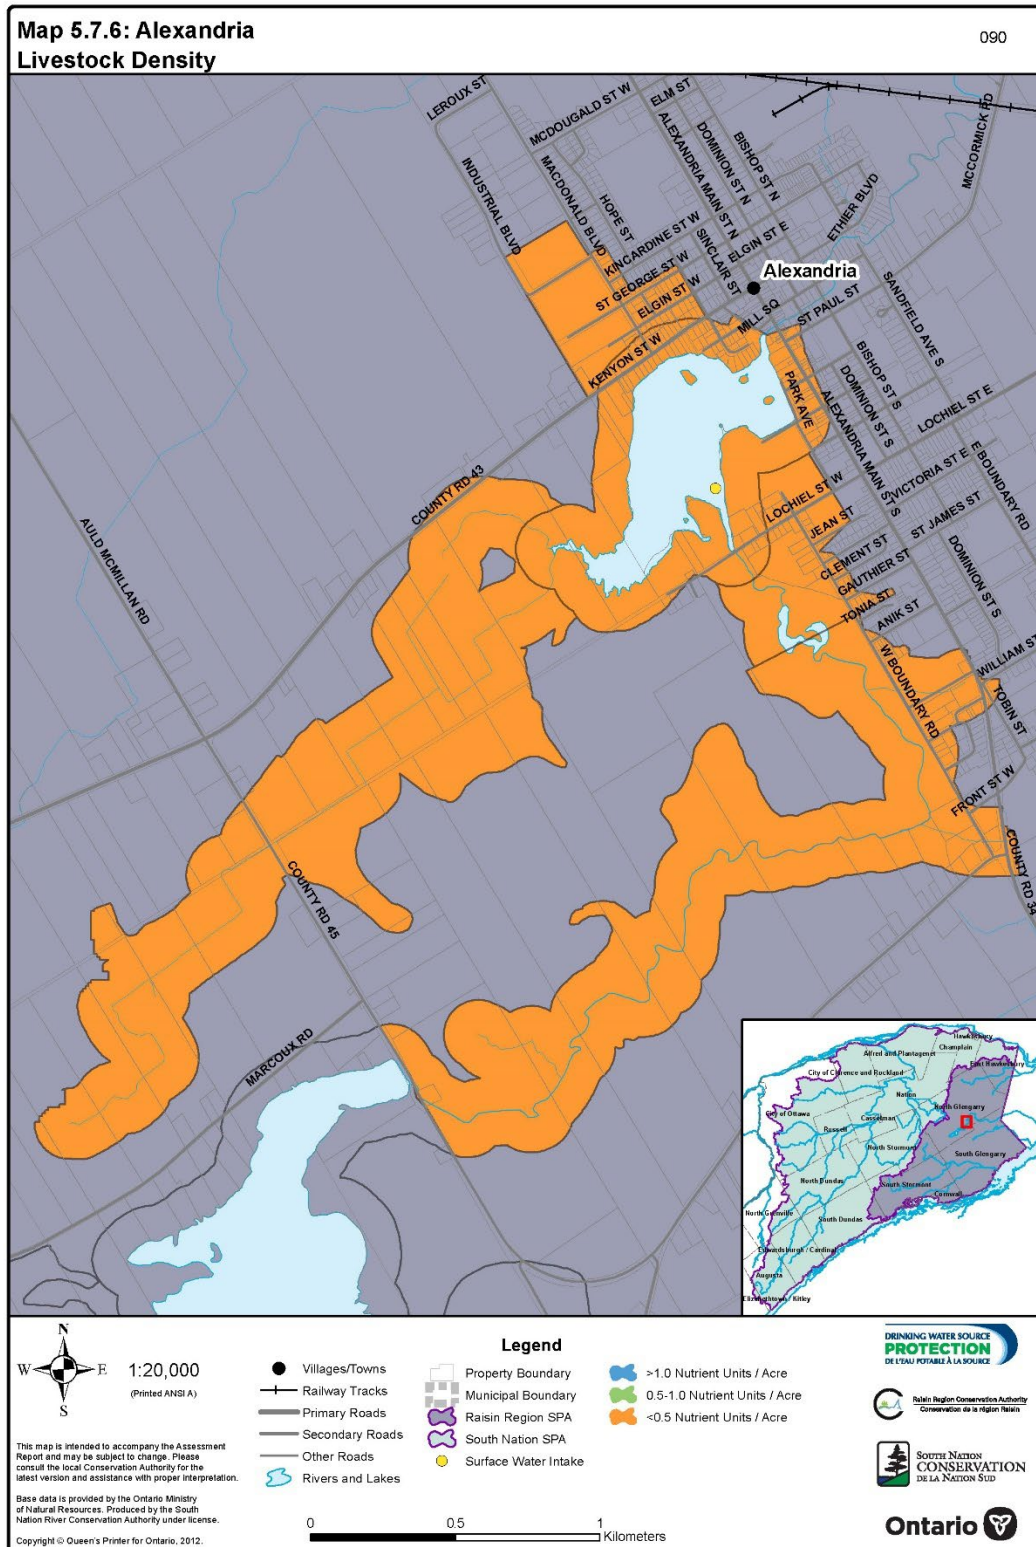 Map 5.7.6: Alexandria
Livestock Density
090
LEROUX ST
MCDOUGALD ST W
ELM ST
ALEXANDRIA MAIN ST N
DOMINION ST N
BISHOP ST N
MCCORMICK RD
INDUSTRIAL BLVD
MACDONALD BLVD
HOPE ST
KINCARDINE ST W
SINCLAIR ST
ELGIN ST E
ETHIER BLVD
ST GEORGE ST W
ELGIN ST W
Alexandria
MILL SQ
ST PAUL ST
SANDFIELD AVE S
KENYON ST W
PARK AVE
BISHOP ST S
DOMINION ST S
ALEXANDRIA MAIN ST S
LOCHIEL ST E
COUNTY RD 43
AULD MCMILLAN RD
LOCHIEL ST W
VICTORIA ST E
E BOUNDARY RD
JEAN ST
ST JAMES ST
CLEMENT ST
GAUTHIER ST
DOMINION ST S
TONIA ST
ANIK ST
WILLIAM ST
W BOUNDARY RD
TOBIN ST
FRONT ST W
COUNTY RD 34
COUNTY RD 45
MARCOUX RD
Hawkesbury
Champlain
Alfred and Plantagenet
East Hawkesbury
City of Clarence and Rockland
Nation
City of Ottawa
Casselman
North Glengarry
Russell
North Stormont
South Glengarry
North Dundas
South Stormont
Cornwall
North Grenville
South Dundas
Edwardsburgh / Cardinal
Augusta
Elizabethtown / Kitley
N
W
E
S
1:20,000
(Printed ANSI A)
This map is intended to accompany the Assessment
Report and may be subject to change. Please
consult the local Conservation Authority for the
latest version and assistance with proper interpretation.
Base data is provided by the Ontario Ministry
of Natural Resources. Produced by the South
Nation River Conservation Authority under license.
Copyright © Queen's Printer for Ontario, 2012.
Legend
Villages/Towns
Railway Tracks
Primary Roads
Secondary Roads
Other Roads
Rivers and Lakes
Property Boundary
Municipal Boundary
Raisin Region SPA
South Nation SPA
Surface Water Intake
>1.0 Nutrient Units / Acre
0.5-1.0 Nutrient Units / Acre
<0.5 Nutrient Units / Acre
0
0.5
1
Kilometers
DRINKING WATER SOURCE
PROTECTION
DE L'EAU POTABLE À LA SOURCE
Raisin Region Conservation Authority
Conservation de la région Raisin
SOUTH NATION
CONSERVATION
DE LA NATION SUD
Ontario